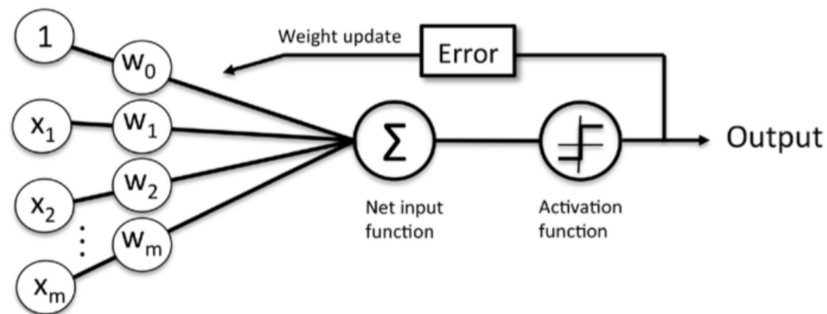 1
w₀
Weight update
Error
x₁
w₁
Σ
Output
x₂
w₂
Net input
function
Activation
function
⋮
wₘ
xₘ